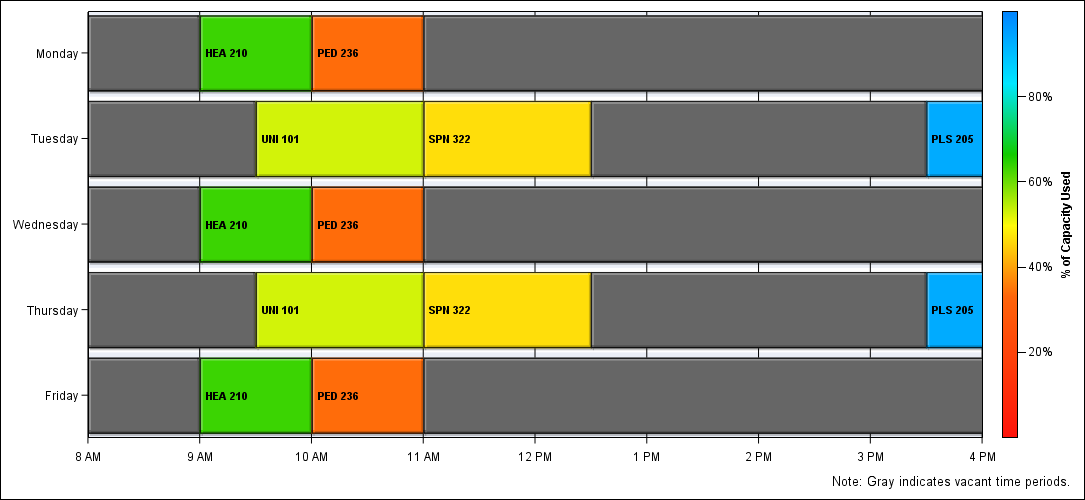 Monday
HEA 210
PED 236
Tuesday
UNI 101
SPN 322
PLS 205
Wednesday
HEA 210
PED 236
Thursday
UNI 101
SPN 322
PLS 205
Friday
HEA 210
PED 236
8 AM
9 AM
10 AM
11 AM
12 PM
1 PM
2 PM
3 PM
4 PM
80%
60%
40%
20%
% of Capacity Used
Note: Gray indicates vacant time periods.